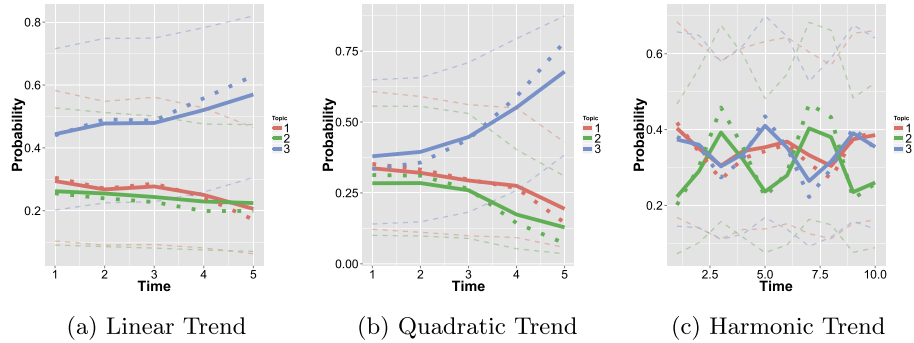 0.8
0.6
0.4
0.2
Probability
1 2 3 4 5
Time
Topic
1
2
3
0.75
0.50
0.25
0.00
Probability
1 2 3 4 5
Time
Topic
1
2
3
0.6
0.4
0.2
Probability
2.5 5.0 7.5 10.0
Time
Topic
1
2
3
(a) Linear Trend
(b) Quadratic Trend
(c) Harmonic Trend